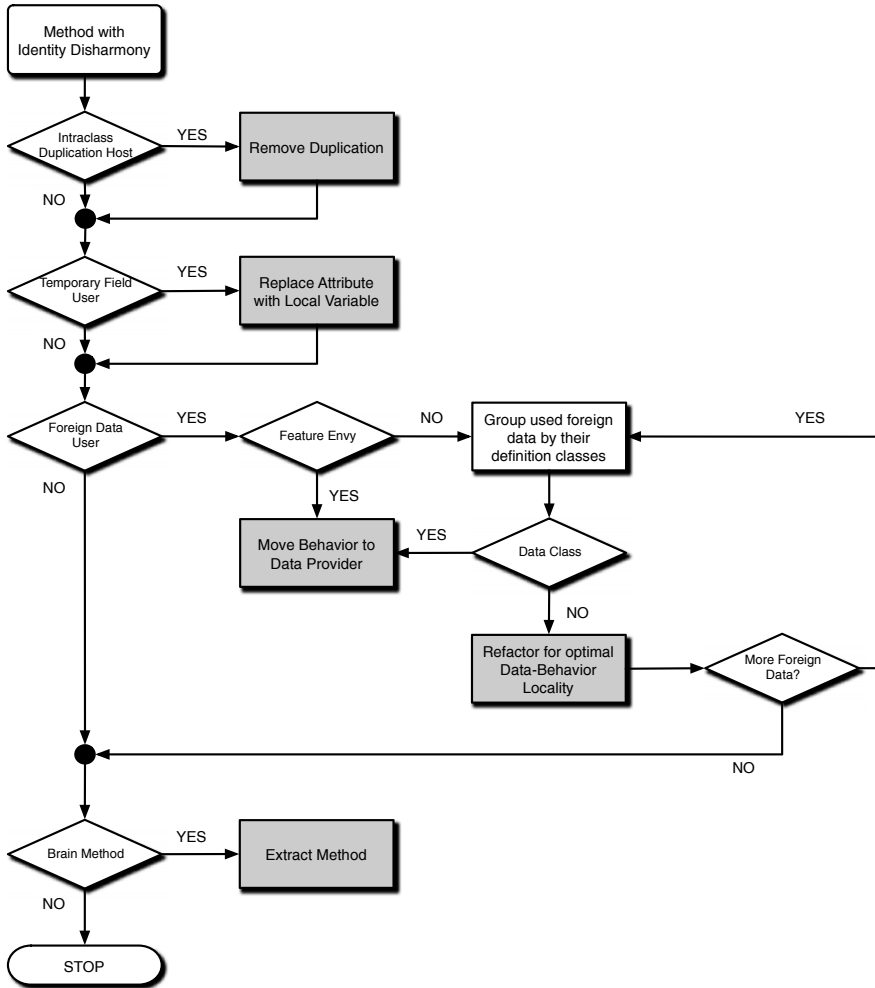 Method with
Identity Disharmony
Intraclass
Duplication Host
YES
Remove Duplication
NO
Temporary Field
User
YES
Replace Attribute
with Local Variable
NO
Foreign Data
User
YES
Feature Envy
NO
Group used foreign
data by their
definition classes
YES
NO
YES
Move Behavior to
Data Provider
YES
Data Class
NO
Refactor for optimal
Data-Behavior
Locality
More Foreign
Data?
NO
Brain Method
YES
Extract Method
NO
STOP